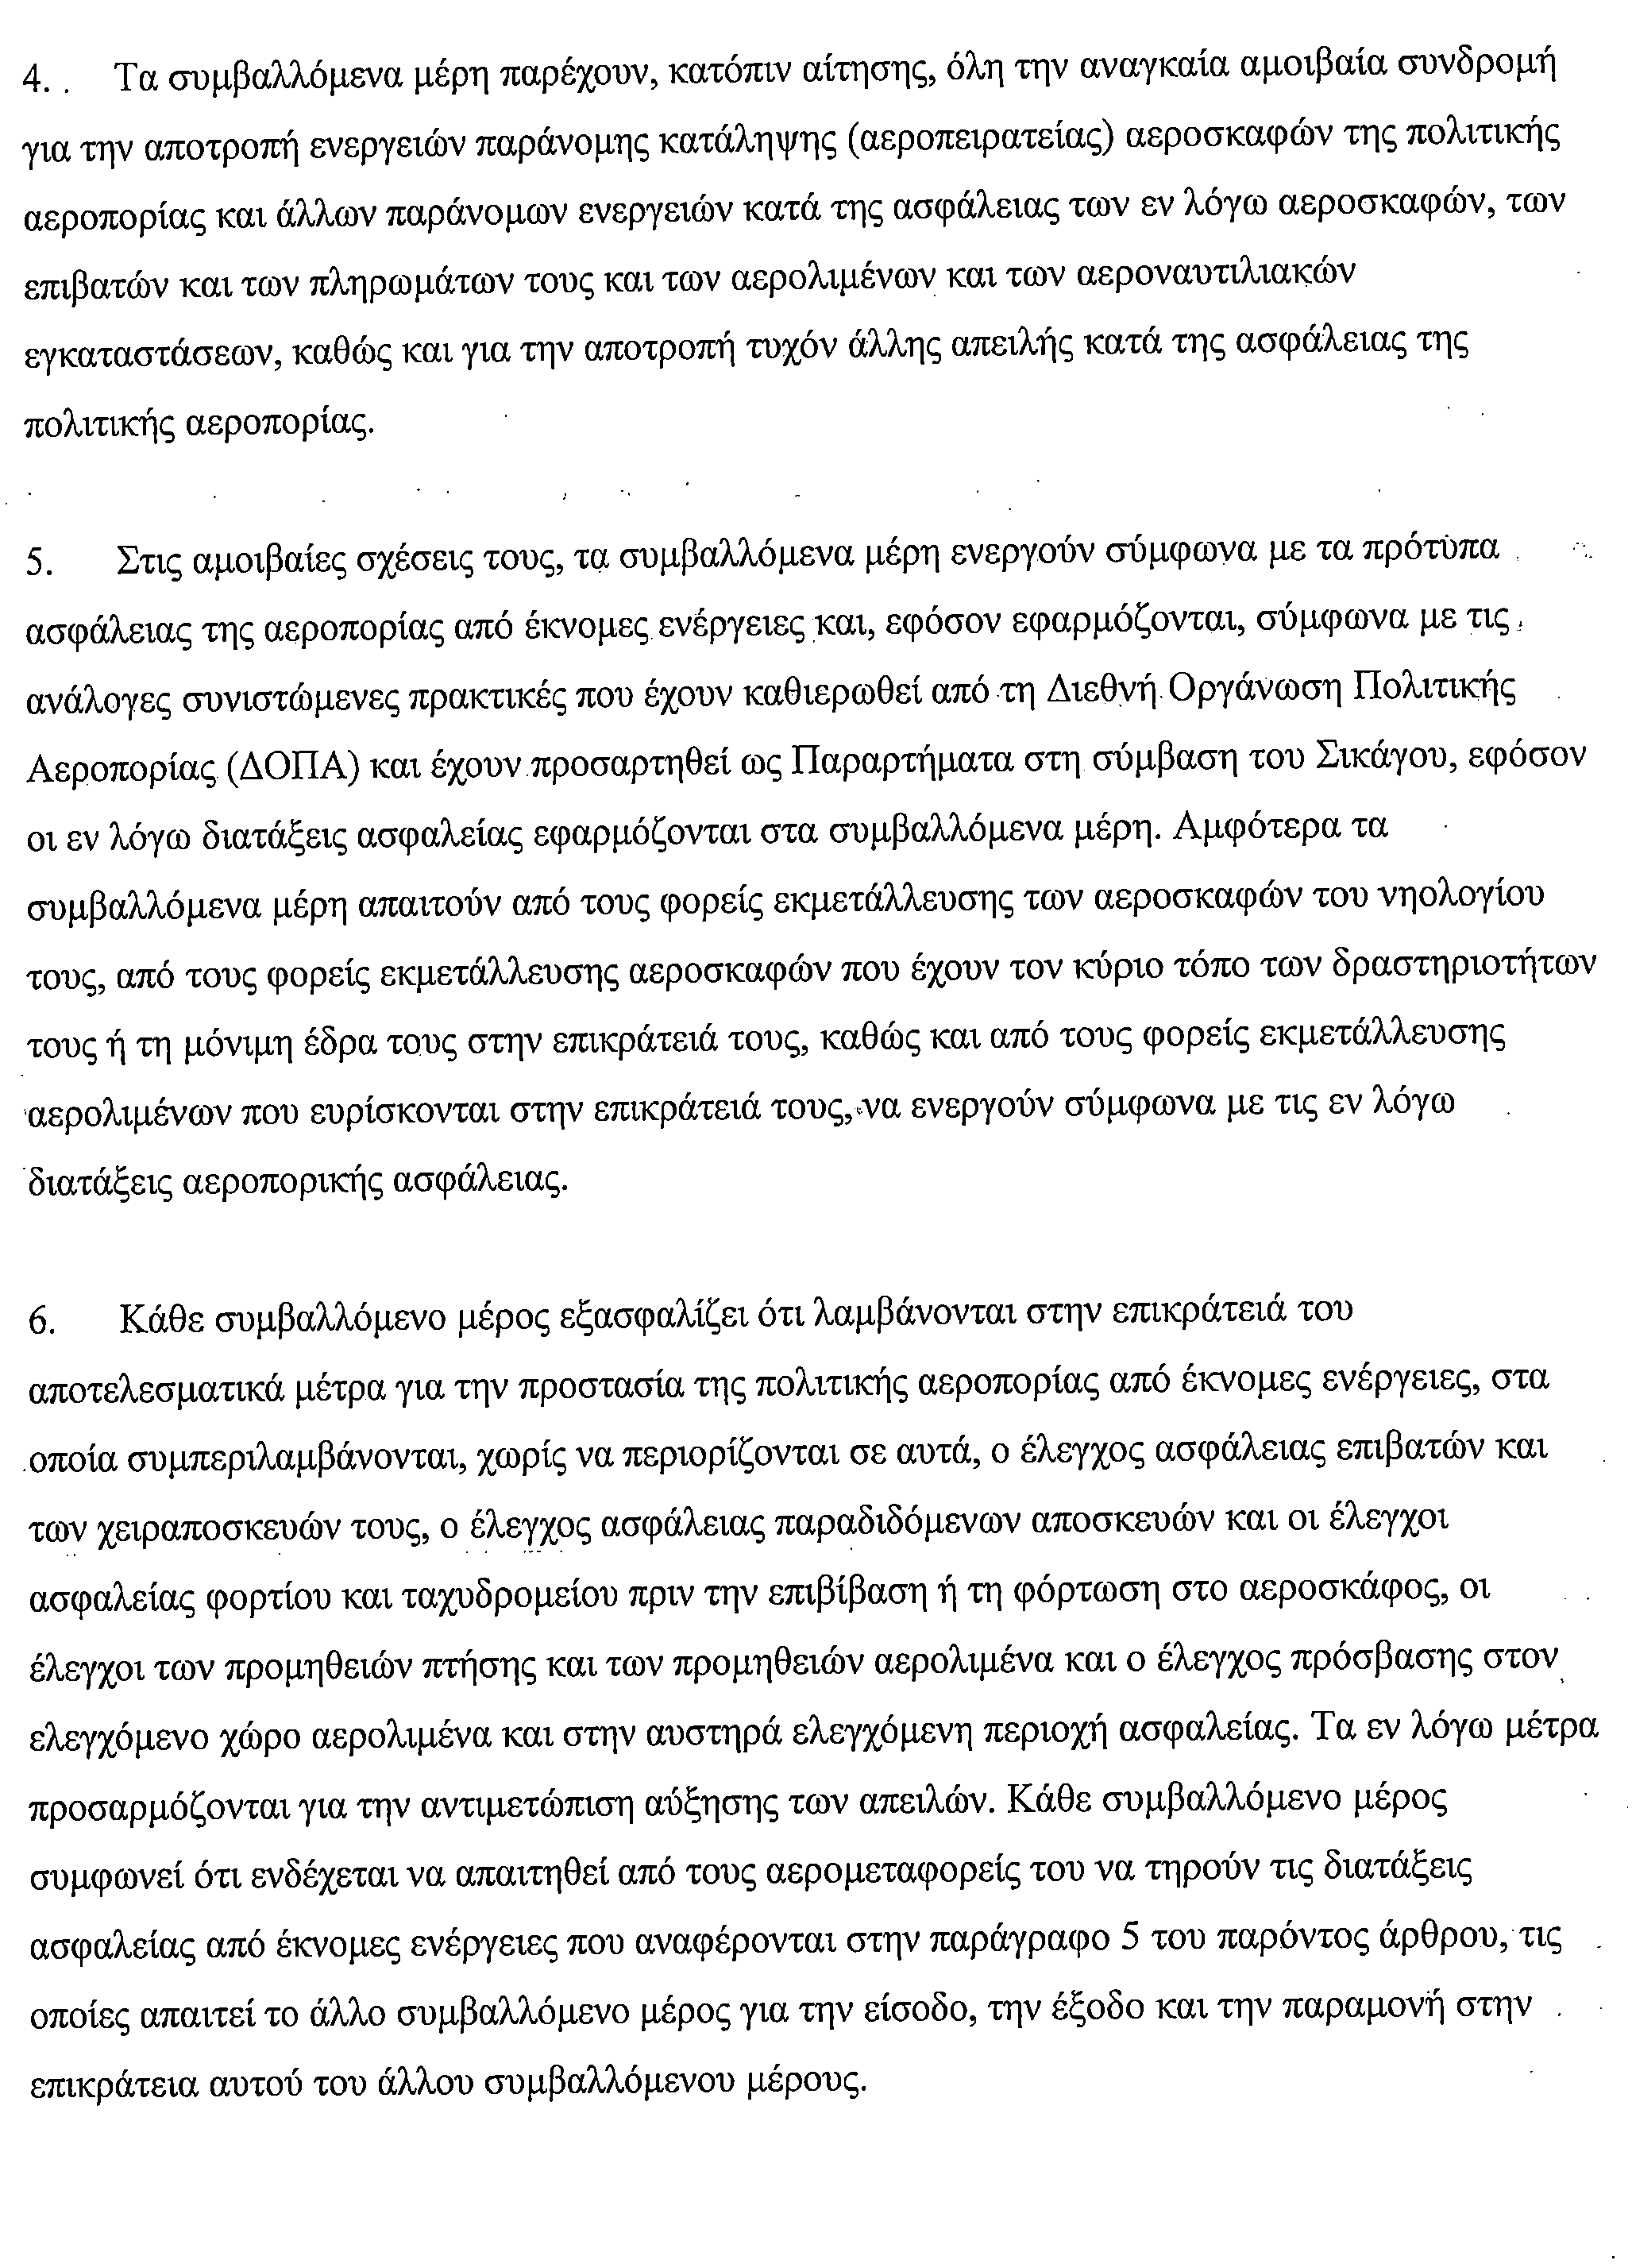 4. Τα συμβαλλόμενα μέρη παρέχουν, κατόπιν αίτησης, όλη την αναγκαία αμοιβαία συνδρομή
για την αποτροπή ενεργειών παράνομης κατάληψης (αεροπειρατείας) αεροσκαφών της πολιτικής
αεροπορίας και άλλων παράνομων ενεργειών κατά της ασφάλειας των εν λόγω αεροσκαφών, των
επιβατών και των πληρωμάτων τους και των αερολιμένων και των αεροναυτιλιακών
εγκαταστάσεων, καθώς και για την αποτροπή τυχόν άλλης απειλής κατά της ασφάλειας της
πολιτικής αεροπορίας.
5. Στις αμοιβαίες σχέσεις τους, τα συμβαλλόμενα μέρη ενεργούν σύμφωνα με τα πρότυπα
ασφάλειας της αεροπορίας από έκνομες ενέργειες και, εφόσον εφαρμόζονται, σύμφωνα με τις
ανάλογες συνιστώμενες πρακτικές που έχουν καθιερωθεί από τη Διεθνή Οργάνωση Πολιτικής
Αεροπορίας (ΔΟΠΑ) και έχουν προσαρτηθεί ως Παραρτήματα στη σύμβαση του Σικάγου, εφόσον
οι εν λόγω διατάξεις ασφαλείας εφαρμόζονται στα συμβαλλόμενα μέρη. Αμφότερα τα
συμβαλλόμενα μέρη απαιτούν από τους φορείς εκμετάλλευσης των αεροσκαφών του νηολογίου
τους, από τους φορείς εκμετάλλευσης αεροσκαφών που έχουν τον κύριο τόπο των δραστηριοτήτων
τους ή τη μόνιμη έδρα τους στην επικράτειά τους, καθώς και από τους φορείς εκμετάλλευσης
αερολιμένων που ευρίσκονται στην επικράτειά τους, να ενεργούν σύμφωνα με τις εν λόγω
διατάξεις αεροπορικής ασφάλειας.
6. Κάθε συμβαλλόμενο μέρος εξασφαλίζει ότι λαμβάνονται στην επικράτειά του
αποτελεσματικά μέτρα για την προστασία της πολιτικής αεροπορίας από έκνομες ενέργειες, στα
οποία συμπεριλαμβάνονται, χωρίς να περιορίζονται σε αυτά, ο έλεγχος ασφάλειας επιβατών και
των χειραποσκευών τους, ο έλεγχος ασφάλειας παραδιδόμενων αποσκευών και οι έλεγχοι
ασφαλείας φορτίου και ταχυδρομείου πριν την επιβίβαση ή τη φόρτωση στο αεροσκάφος, οι
έλεγχοι των προμηθειών πτήσης και των προμηθειών αερολιμένα και ο έλεγχος πρόσβασης στον
ελεγχόμενο χώρο αερολιμένα και στην αυστηρά ελεγχόμενη περιοχή ασφαλείας. Τα εν λόγω μέτρα
προσαρμόζονται για την αντιμετώπιση αύξησης των απειλών. Κάθε συμβαλλόμενο μέρος
συμφωνεί ότι ενδέχεται να απαιτηθεί από τους αερομεταφορείς του να τηρούν τις διατάξεις
ασφαλείας από έκνομες ενέργειες που αναφέρονται στην παράγραφο 5 του παρόντος άρθρου, τις
οποίες απαιτεί το άλλο συμβαλλόμενο μέρος για την είσοδο, την έξοδο και την παραμονή στην
επικράτεια αυτού του άλλου συμβαλλόμενου μέρους.